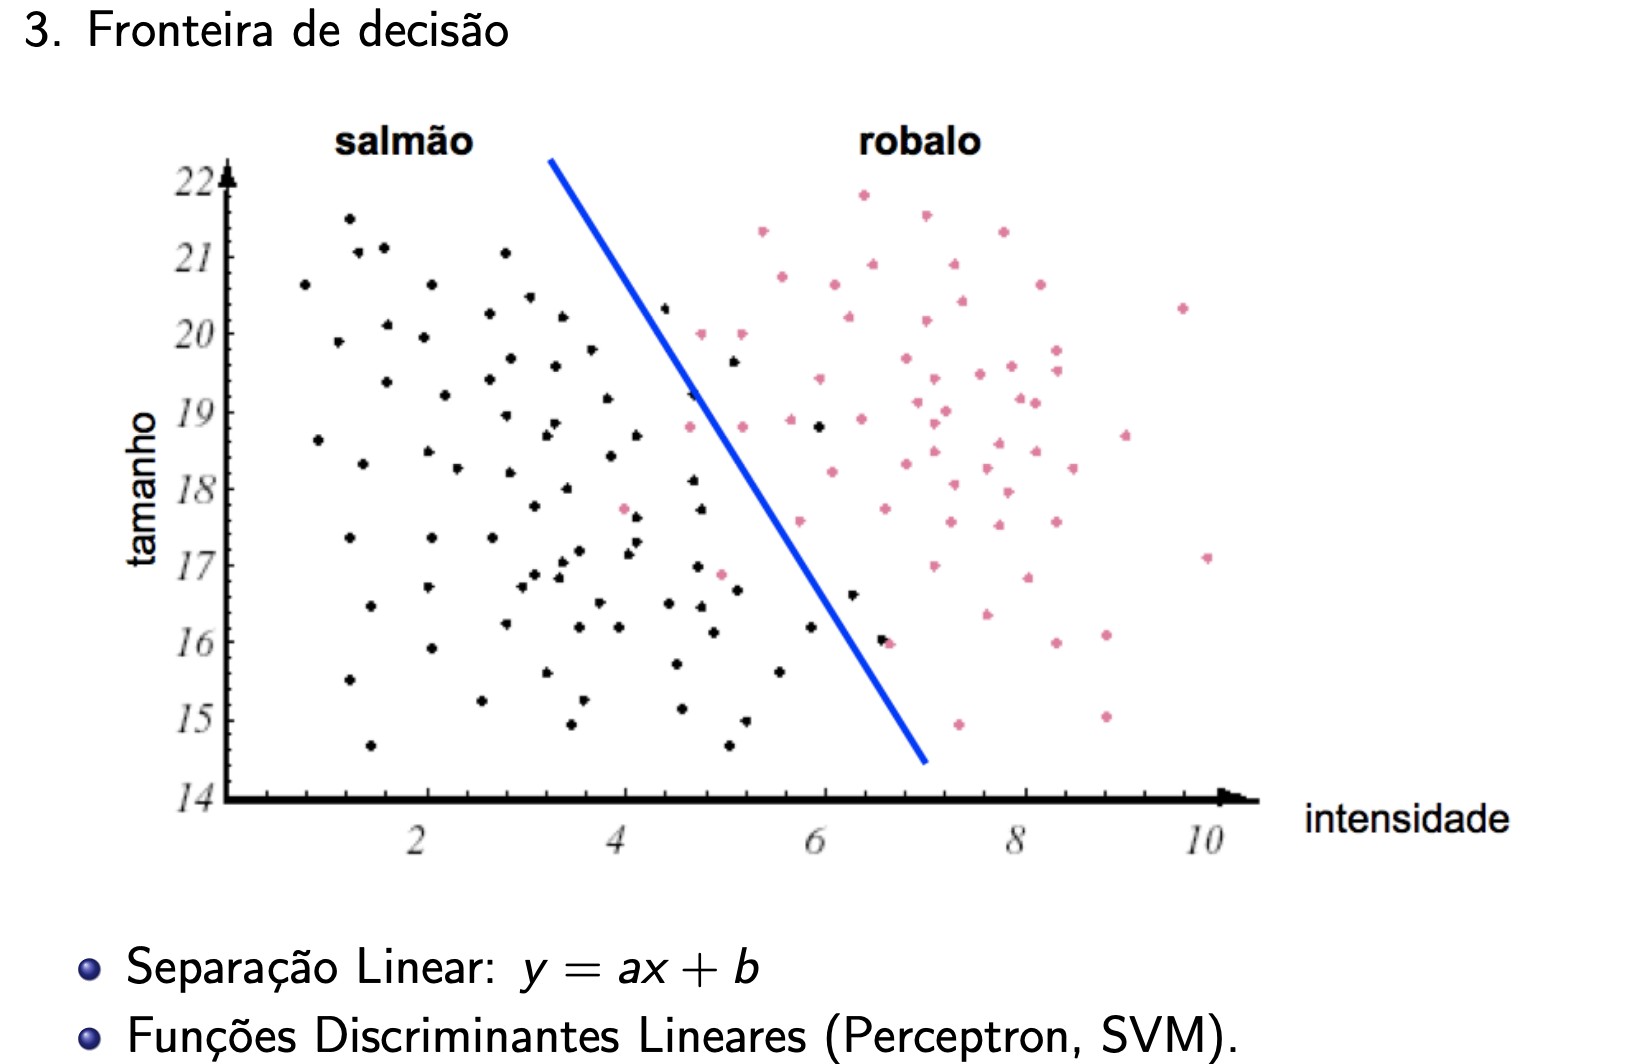 3. Fronteira de decisão
salmão robalo
22
21
20
19
18
17
16
15
14
tamanho
2 4 6 8 10
intensidade
Separação Linear: y = ax + b
Funções Discriminantes Lineares (Perceptron, SVM).